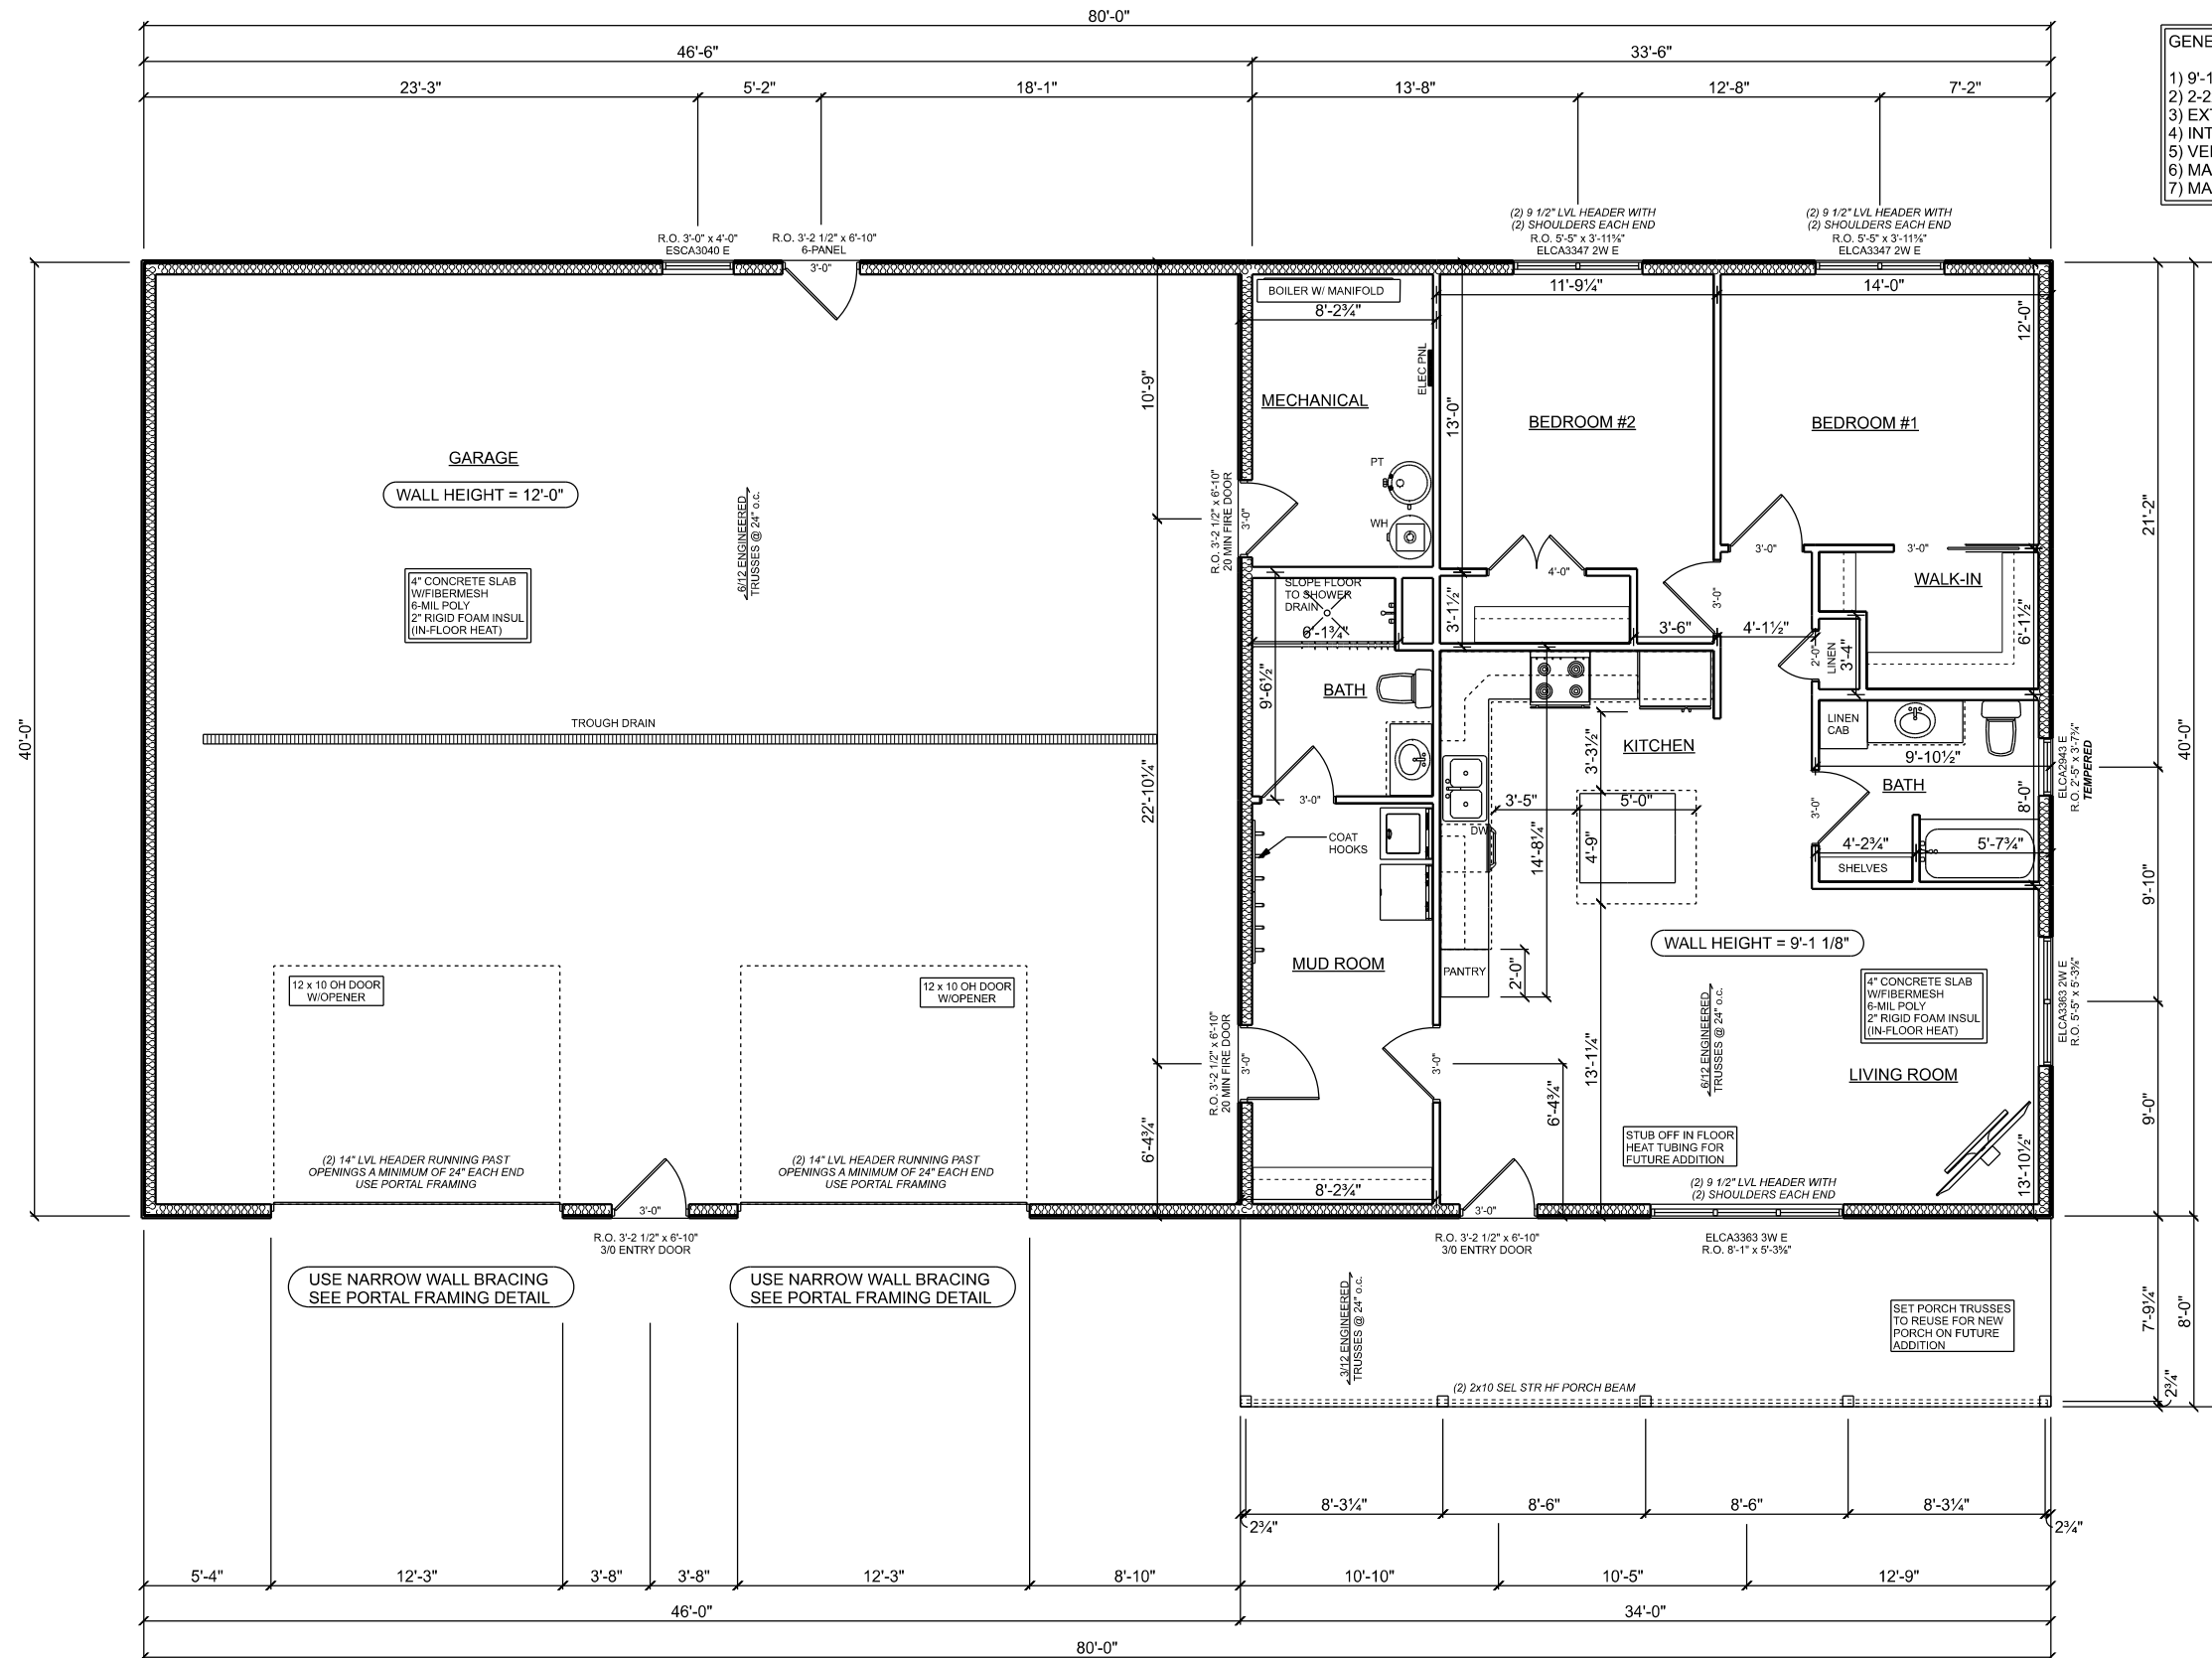 80'-0"
46'-6"
33'-6"
23'-3"
5'-2"
18'-1"
13'-8"
12'-8"
7'-2"
GENE
1) 9'-1
2) 2-2
3) EXT
4) INT
5) VE
6) MA
7) MA
R.O. 3'-0" x 4'-0"
ESCA3040 E
R.O. 3'-2 1/2" x 6'-10"
6-PANEL
3'-0"
(2) 9 1/2" LVL HEADER WITH
(2) SHOULDERS EACH END
R.O. 5'-5" x 3'-11⅝"
ELCA3347 2W E
(2) 9 1/2" LVL HEADER WITH
(2) SHOULDERS EACH END
R.O. 5'-5" x 3'-11⅝"
ELCA3347 2W E
BOILER W/ MANIFOLD
8'-2¾"
11'-9¼"
14'-0"
12'-0"
10'-9"
ELEC PNL
MECHANICAL
13'-0"
BEDROOM #2
BEDROOM #1
GARAGE
WALL HEIGHT = 12'-0"
6/12 ENGINEERED
TRUSSES @ 24" o.c.
4" CONCRETE SLAB
W/FIBERMESH
6-MIL POLY
2" RIGID FOAM INSUL
(IN-FLOOR HEAT)
PT
WH
R.O. 3'-2 1/2" x 6'-10"
20 MIN FIRE DOOR
3'-0"
21'-2"
3'-0"
3'-0"
4'-0"
SLOPE FLOOR
TO SHOWER
DRAIN
6'-1¾"
3'-1½"
3'-0"
WALK-IN
3'-6"
4'-1½"
2'-0"
LINEN
3'-4"
6'-1½"
9'-6½"
BATH
40'-0"
TROUGH DRAIN
KITCHEN
3'-3½"
LINEN
CAB
9'-10½"
BATH
8'-0"
ELCA2943 E
R.O. 2'-5" x 3'-7¾"
TEMPERED
40'-0"
22'-10¼"
3'-0"
3'-5"
5'-0"
3'-0"
COAT
HOOKS
DW
14'-8¼"
4'-9"
4'-2¾"
5'-7¾"
SHELVES
9'-10"
WALL HEIGHT = 9'-1 1/8"
MUD ROOM
PANTRY
2'-0"
12 x 10 OH DOOR
W/OPENER
12 x 10 OH DOOR
W/OPENER
6/12 ENGINEERED
TRUSSES @ 24" o.c.
4" CONCRETE SLAB
W/FIBERMESH
6-MIL POLY
2" RIGID FOAM INSUL
(IN-FLOOR HEAT)
ELCA3363 2W E
R.O. 5'-5" x 5'-3⅝"
R.O. 3'-2 1/2" x 6'-10"
20 MIN FIRE DOOR
3'-0"
3'-0"
13'-1¼"
LIVING ROOM
6'-4¾"
6'-4¾"
9'-0"
STUB OFF IN FLOOR
HEAT TUBING FOR
FUTURE ADDITION
13'-10½"
(2) 14" LVL HEADER RUNNING PAST
OPENINGS A MINIMUM OF 24" EACH END
USE PORTAL FRAMING
(2) 14" LVL HEADER RUNNING PAST
OPENINGS A MINIMUM OF 24" EACH END
USE PORTAL FRAMING
8'-2¾"
(2) 9 1/2" LVL HEADER WITH
(2) SHOULDERS EACH END
3'-0"
3'-0"
R.O. 3'-2 1/2" x 6'-10"
3/0 ENTRY DOOR
R.O. 3'-2 1/2" x 6'-10"
3/0 ENTRY DOOR
ELCA3363 3W E
R.O. 8'-1" x 5'-3⅝"
USE NARROW WALL BRACING
SEE PORTAL FRAMING DETAIL
USE NARROW WALL BRACING
SEE PORTAL FRAMING DETAIL
3/12 ENGINEERED
TRUSSES @ 24" o.c.
SET PORCH TRUSSES
TO REUSE FOR NEW
PORCH ON FUTURE
ADDITION
7'-9¼"
8'-0"
2¾"
(2) 2x10 SEL STR HF PORCH BEAM
8'-3¼"
8'-6"
8'-6"
8'-3¼"
2¾"
2¾"
5'-4"
12'-3"
3'-8"
3'-8"
12'-3"
8'-10"
10'-10"
10'-5"
12'-9"
46'-0"
34'-0"
80'-0"